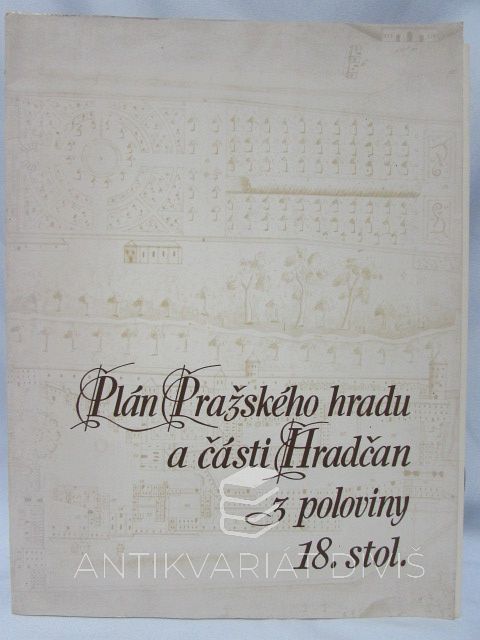 Plán Pražského hradu
a části Hradčan
z poloviny
18. stol.
ANTIKVARIÁT DIVIŠ